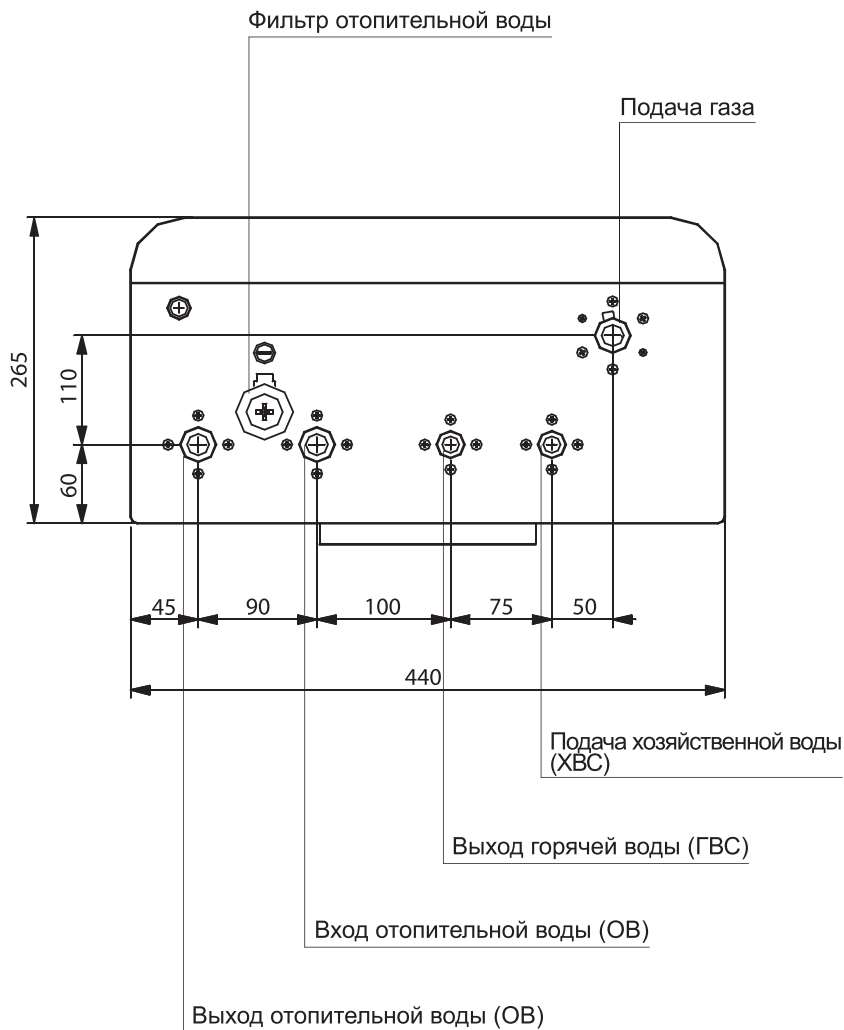 Фильтр отопительной воды
Подача газа
265
110
60
45
90
100
75
50
440
Подача хозяйственной воды
(ХВС)
Выход горячей воды (ГВС)
Вход отопительной воды (ОВ)
Выход отопительной воды (ОВ)